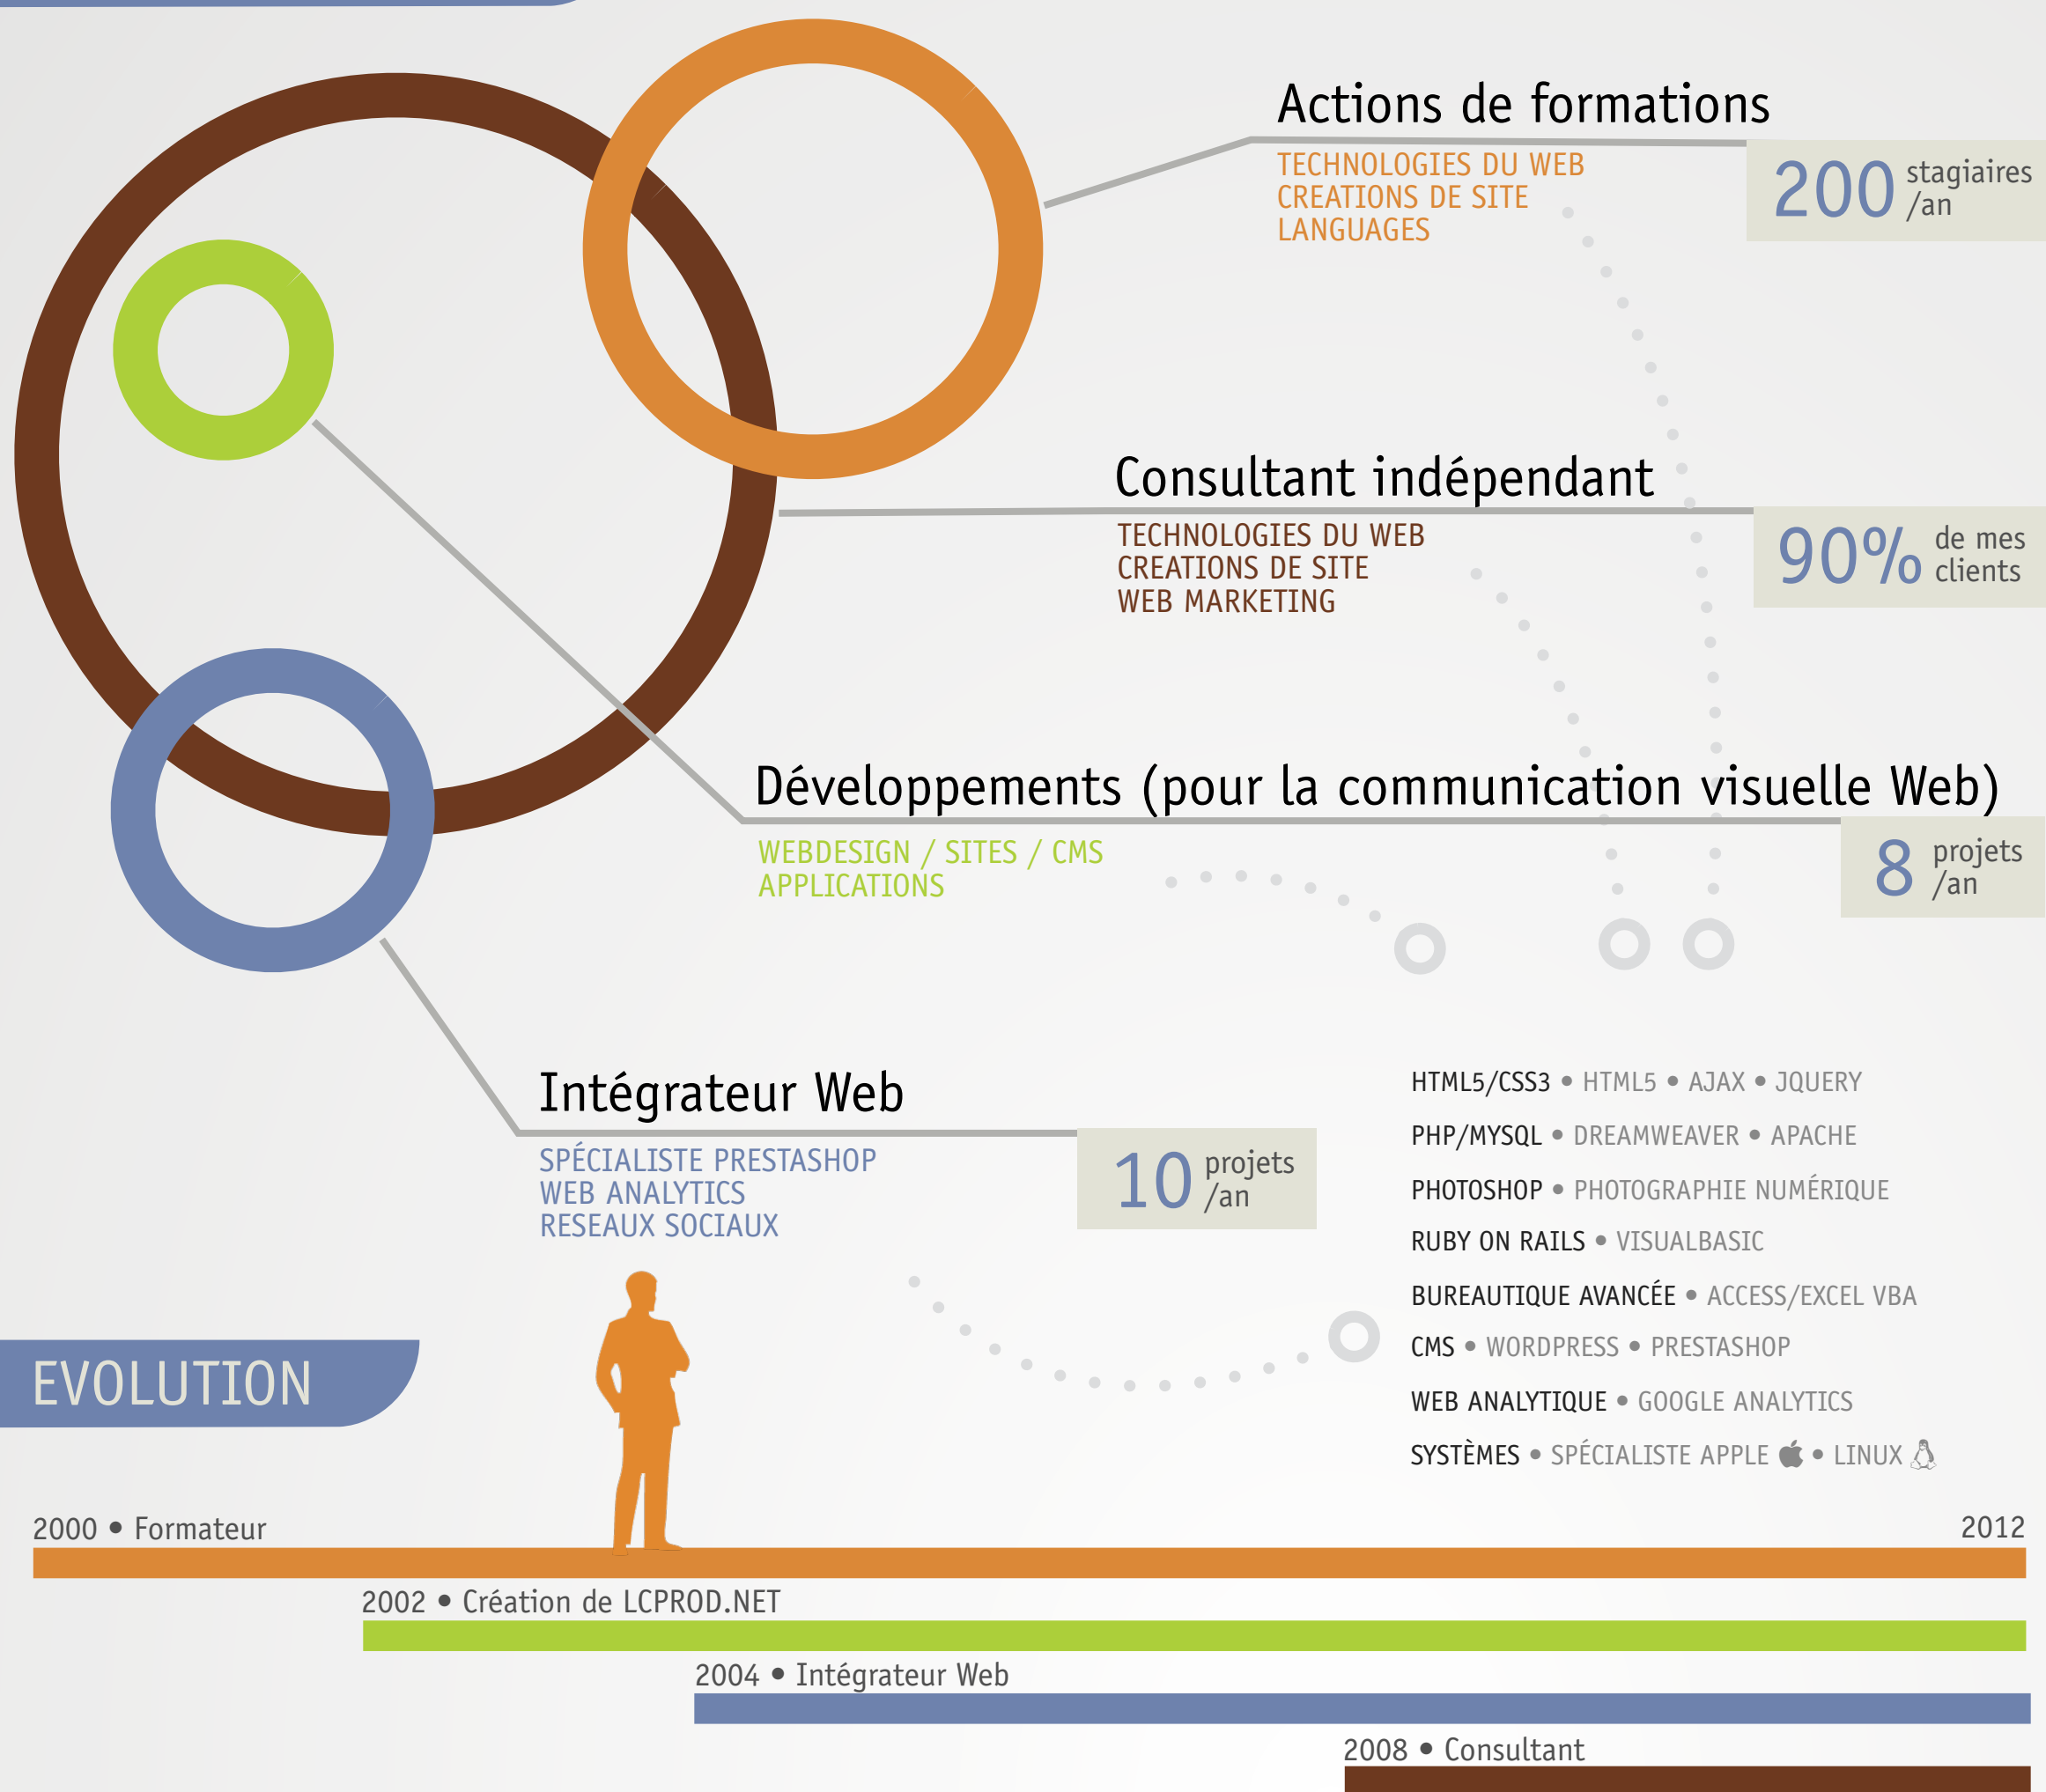 Actions de formations
TECHNOLOGIES DU WEB
CREATIONS DE SITE
LANGUAGES
200 stagiaires
/an
Consultant indépendant
TECHNOLOGIES DU WEB
CREATIONS DE SITE
WEB MARKETING
90% de mes
clients
Développements (pour la communication visuelle Web)
WEBDESIGN / SITES / CMS
APPLICATIONS
8 projets
/an
Intégrateur Web
SPÉCIALISTE PRESTASHOP
WEB ANALYTICS
RESEAUX SOCIAUX
10 projets
/an
HTML5/CSS3 • HTML5 • AJAX • JQUERY
PHP/MYSQL • DREAMWEAVER • APACHE
PHOTOSHOP • PHOTOGRAPHIE NUMÉRIQUE
RUBY ON RAILS • VISUALBASIC
BUREAUTIQUE AVANCÉE • ACCESS/EXCEL VBA
CMS • WORDPRESS • PRESTASHOP
WEB ANALYTIQUE • GOOGLE ANALYTICS
SYSTÈMES • SPÉCIALISTE APPLE • LINUX
EVOLUTION
2000 • Formateur
2012
2002 • Création de LCPROD.NET
2004 • Intégrateur Web
2008 • Consultant